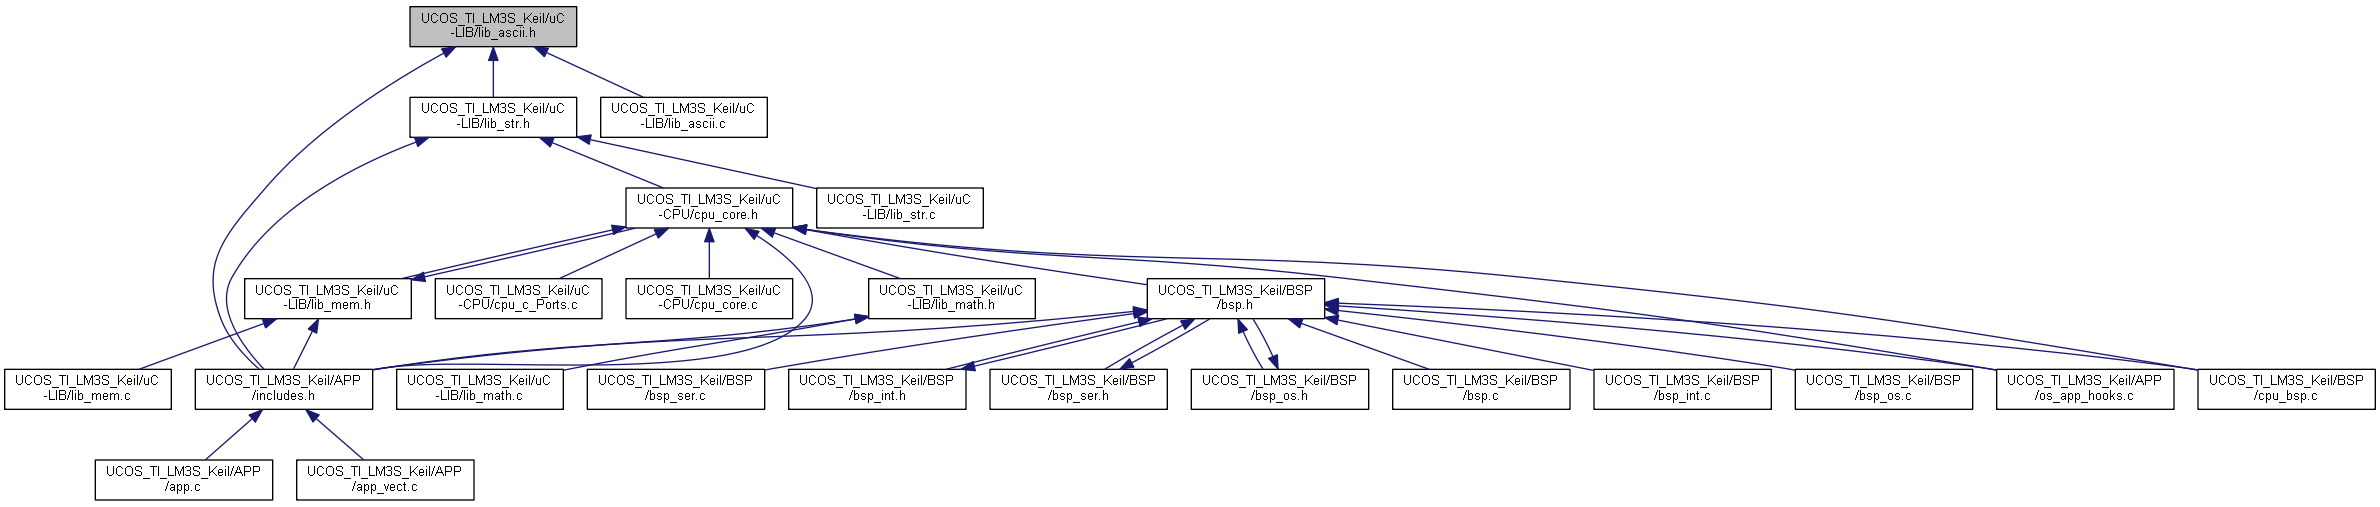 UCOS_TI_LM3S_Keil/uC
-LIB/lib_ascii.h
UCOS_TI_LM3S_Keil/uC
-LIB/lib_str.h
UCOS_TI_LM3S_Keil/uC
-LIB/lib_ascii.c
UCOS_TI_LM3S_Keil/uC
-CPU/cpu_core.h
UCOS_TI_LM3S_Keil/uC
-LIB/lib_str.c
UCOS_TI_LM3S_Keil/uC
-LIB/lib_mem.h
UCOS_TI_LM3S_Keil/uC
-CPU/cpu_c_Ports.c
UCOS_TI_LM3S_Keil/uC
-CPU/cpu_core.c
UCOS_TI_LM3S_Keil/uC
-LIB/lib_math.h
UCOS_TI_LM3S_Keil/BSP
/bsp.h
UCOS_TI_LM3S_Keil/uC
-LIB/lib_mem.c
UCOS_TI_LM3S_Keil/APP
/includes.h
UCOS_TI_LM3S_Keil/uC
-LIB/lib_math.c
UCOS_TI_LM3S_Keil/BSP
/bsp_ser.c
UCOS_TI_LM3S_Keil/BSP
/bsp_int.h
UCOS_TI_LM3S_Keil/BSP
/bsp_ser.h
UCOS_TI_LM3S_Keil/BSP
/bsp_os.h
UCOS_TI_LM3S_Keil/BSP
/bsp.c
UCOS_TI_LM3S_Keil/BSP
/bsp_int.c
UCOS_TI_LM3S_Keil/BSP
/bsp_os.c
UCOS_TI_LM3S_Keil/APP
/os_app_hooks.c
UCOS_TI_LM3S_Keil/BSP
/cpu_bsp.c
UCOS_TI_LM3S_Keil/APP
/app.c
UCOS_TI_LM3S_Keil/APP
/app_vect.c